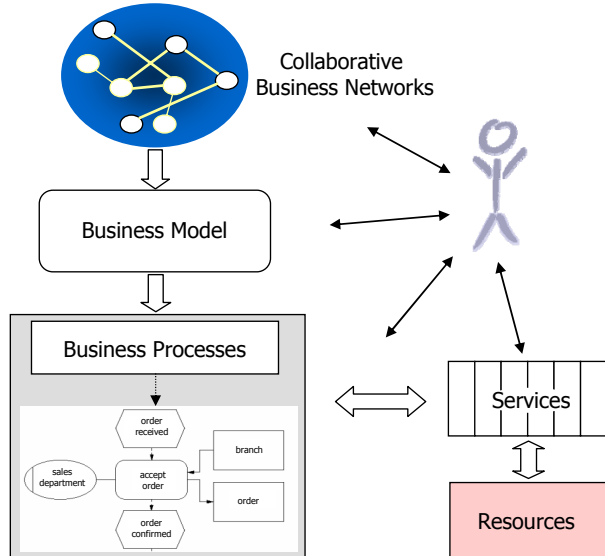 Collaborative
Business Networks
Business Model
Business Processes
Services
order
received
branch
sales
department
accept
order
order
order
confirmed
Resources